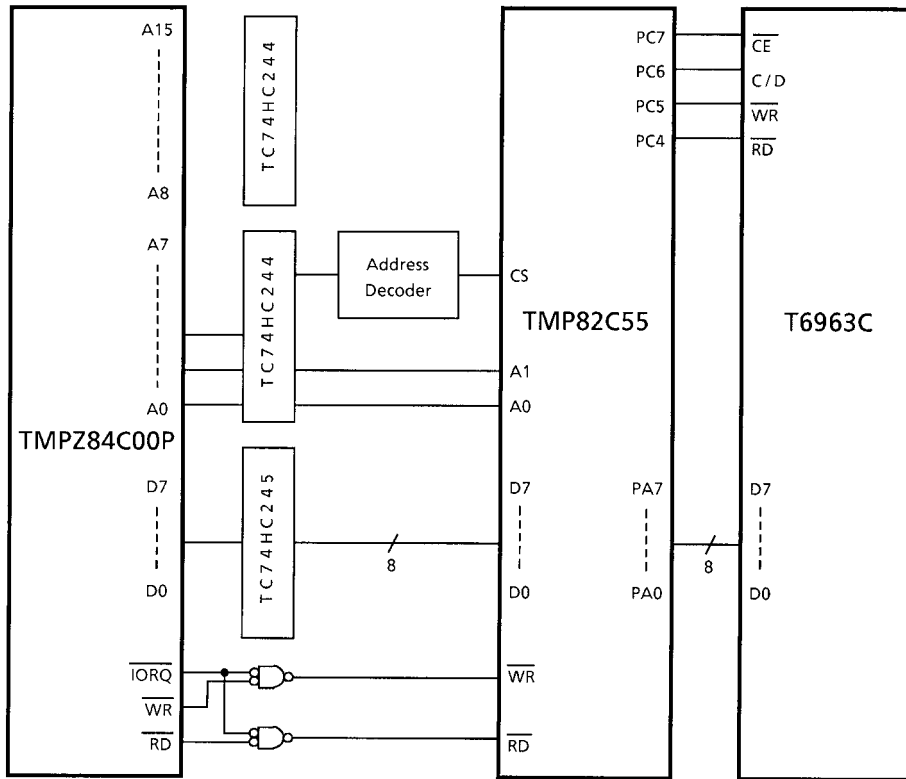 A15
A8
A7
A0
TMPZ84C00P
D7
D0
IORQ
WR
RD
TC74HC244
TC74HC244
TC74HC245
Address
Decoder
8
CS
A1
A0
TMP82C55
D7
D0
WR
RD
PC7
PC6
PC5
PC4
PA7
PA0
8
CE
C/D
WR
RD
T6963C
D7
D0